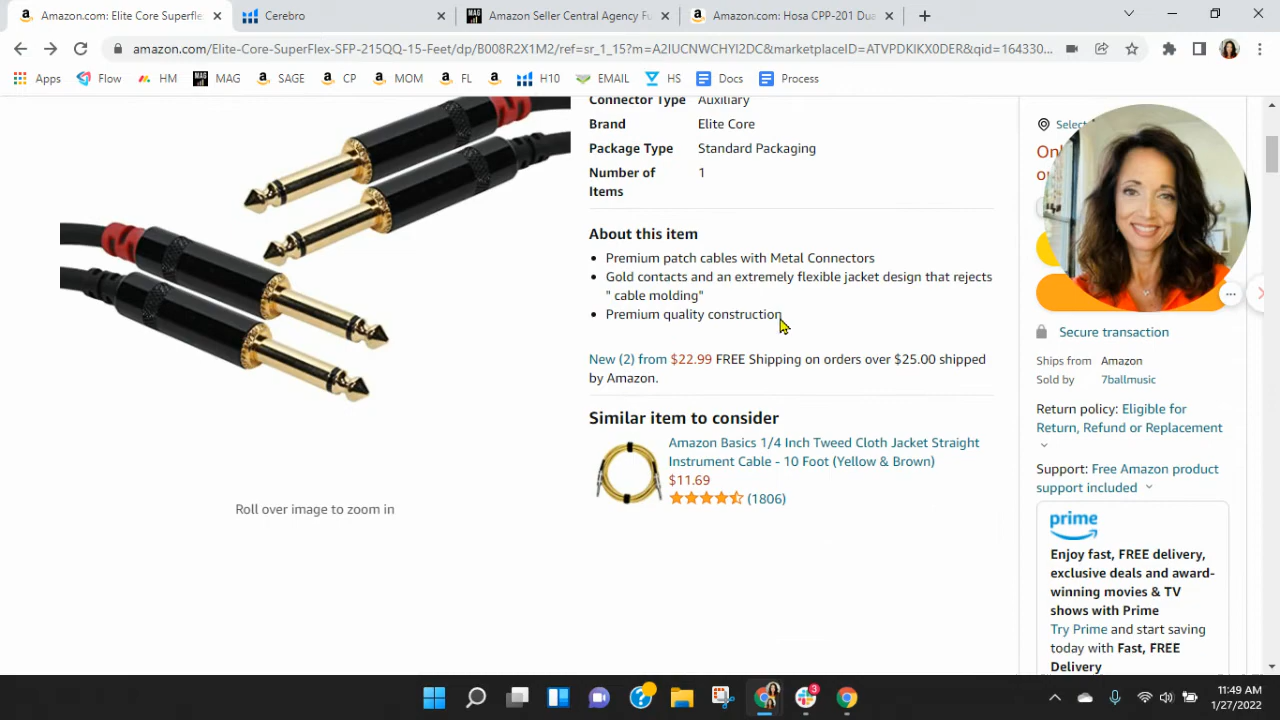 Amazon.com: Elite Core Superfle
Cerebro
Amazon Seller Central Agency Fu
Amazon.com: Hosa CPP-201 Dua
amazon.com/Elite-Core-SuperFlex-SFP-215QQ-15-Feet/dp/B008R2X1M2/ref=sr_1_15?m=A2IUCNWCHYI2DC&marketplaceID=ATVPDKIKX0DER&qid=164330...
Apps
Flow
HM
MAG
SAGE
CP
MOM
FL
H10
EMAIL
HS
Docs
Process
Connector Type Auxiliary
Brand Elite Core
Package Type Standard Packaging
Number of 1
Items
About this item
Premium patch cables with Metal Connectors
Gold contacts and an extremely flexible jacket design that rejects
" cable molding"
Premium quality construction
New (2) from $22.99 FREE Shipping on orders over $25.00 shipped
by Amazon.
Similar item to consider
Amazon Basics 1/4 Inch Tweed Cloth Jacket Straight
Instrument Cable - 10 Foot (Yellow & Brown)
$11.69
(1806)
Roll over image to zoom in
Secure transaction
Ships from Amazon
Sold by 7ballmusic
Return policy: Eligible for
Return, Refund or Replacement
Support: Free Amazon product
support included
prime
Enjoy fast, FREE delivery,
exclusive deals and award-
winning movies & TV
shows with Prime
Try Prime and start saving
today with Fast, FREE
Delivery
3
11:49 AM
1/27/2022